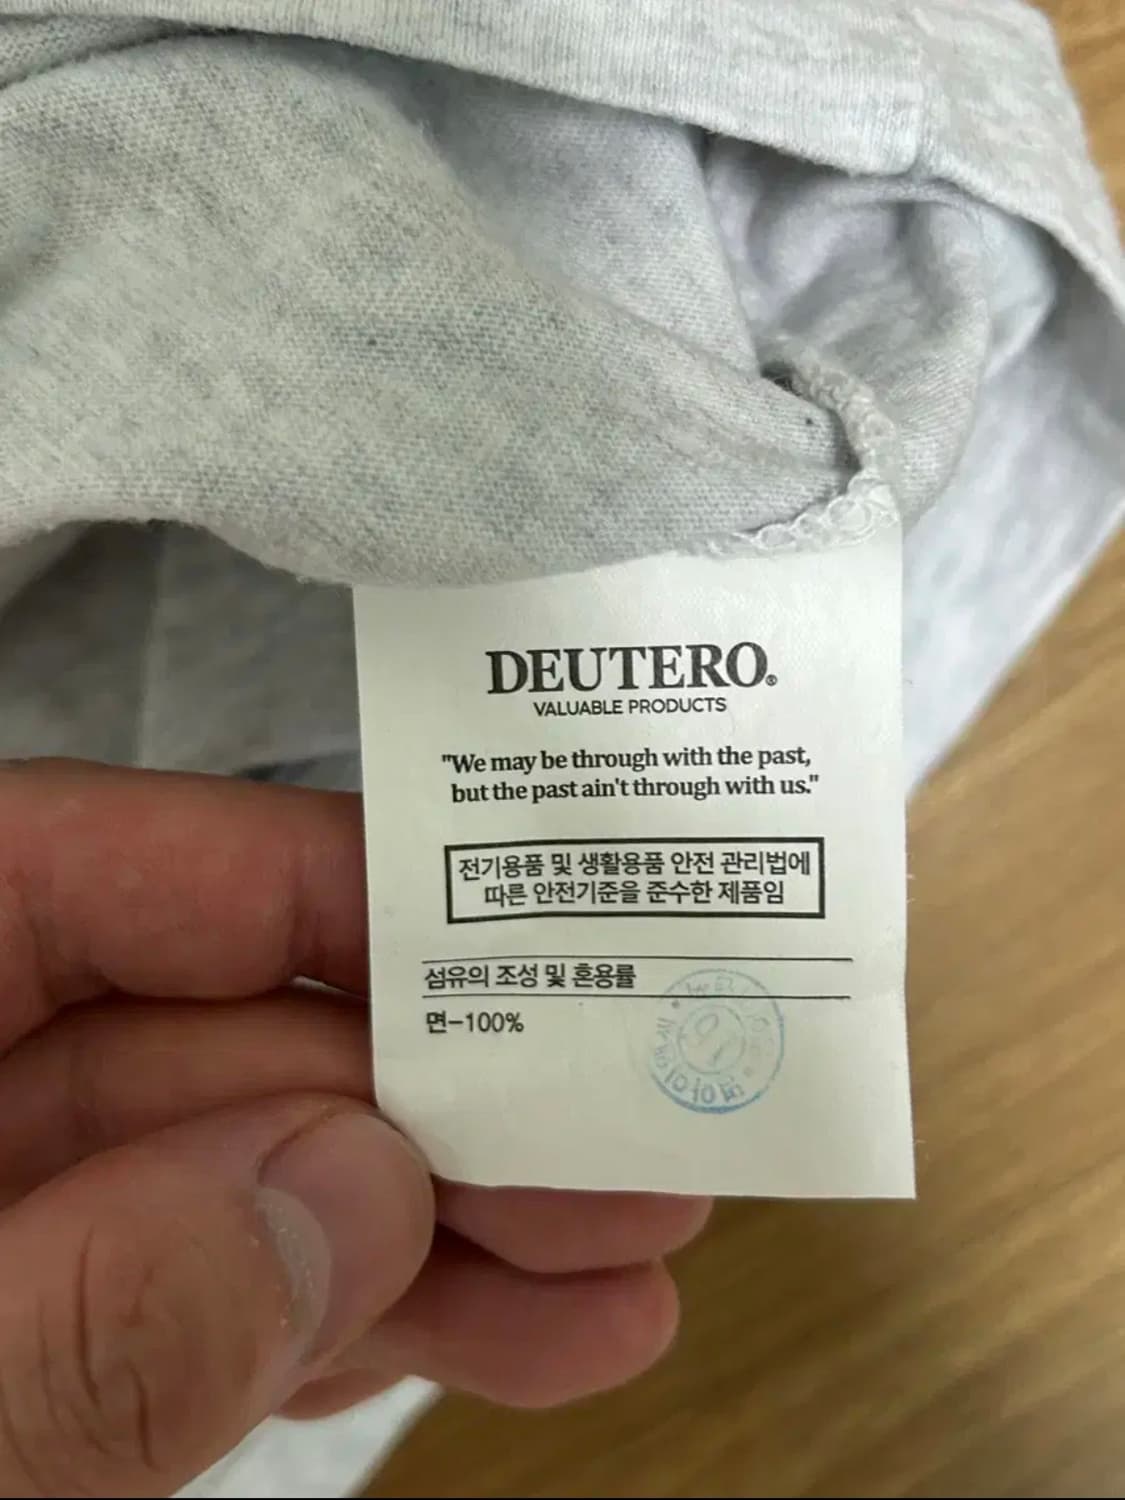 DEUTERO®
VALUABLE PRODUCTS
"We may be through with the past,
but the past ain't through with us."
전기용품 및 생활용품 안전 관리법에
따른 안전기준을 준수한 제품임
섬유의 조성 및 혼용률
면-100%